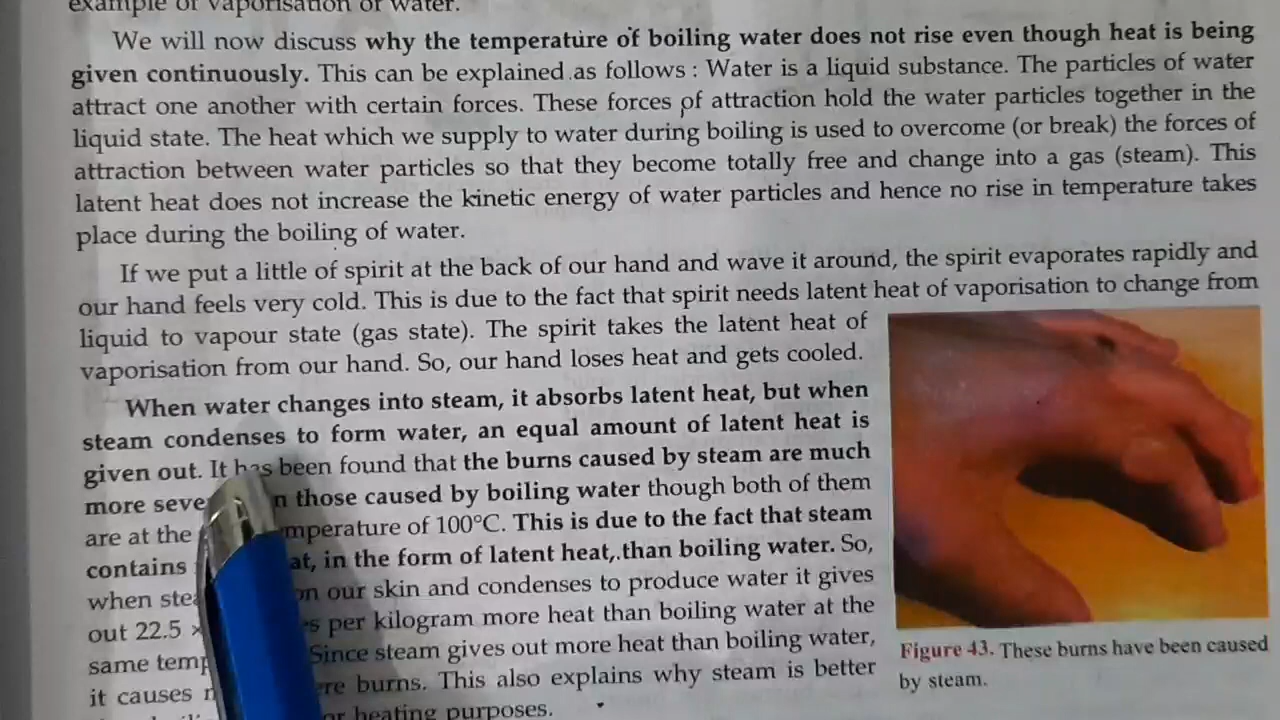 example of vaporisation of water.
We will now discuss why the temperature of boiling water does not rise even though heat is being
given continuously. This can be explained as follows : Water is a liquid substance. The particles of water
attract one another with certain forces. These forces of attraction hold the water particles together in the
liquid state. The heat which we supply to water during boiling is used to overcome (or break) the forces of
attraction between water particles so that they become totally free and change into a gas (steam). This
latent heat does not increase the kinetic energy of water particles and hence no rise in temperature takes
place during the boiling of water.
If we put a little of spirit at the back of our hand and wave it around, the spirit evaporates rapidly and
our hand feels very cold. This is due to the fact that spirit needs latent heat of vaporisation to change from
liquid to vapour state (gas state). The spirit takes the latent heat of
vaporisation from our hand. So, our hand loses heat and gets cooled.
When water changes into steam, it absorbs latent heat, but when
steam condenses to form water, an equal amount of latent heat is
given out. It has been found that the burns caused by steam are much
more those caused by boiling water though both of them
are at the of 100°C. This is due to the fact that steam
contains in the form of latent heat, than boiling water. So,
when our skin and condenses to produce water it gives
out 22.5 per kilogram more heat than boiling water at the
same Since steam gives out more heat than boiling water,
it causes burns. This also explains why steam is better
heating purposes.
Figure 43. These burns have been caused
by steam.